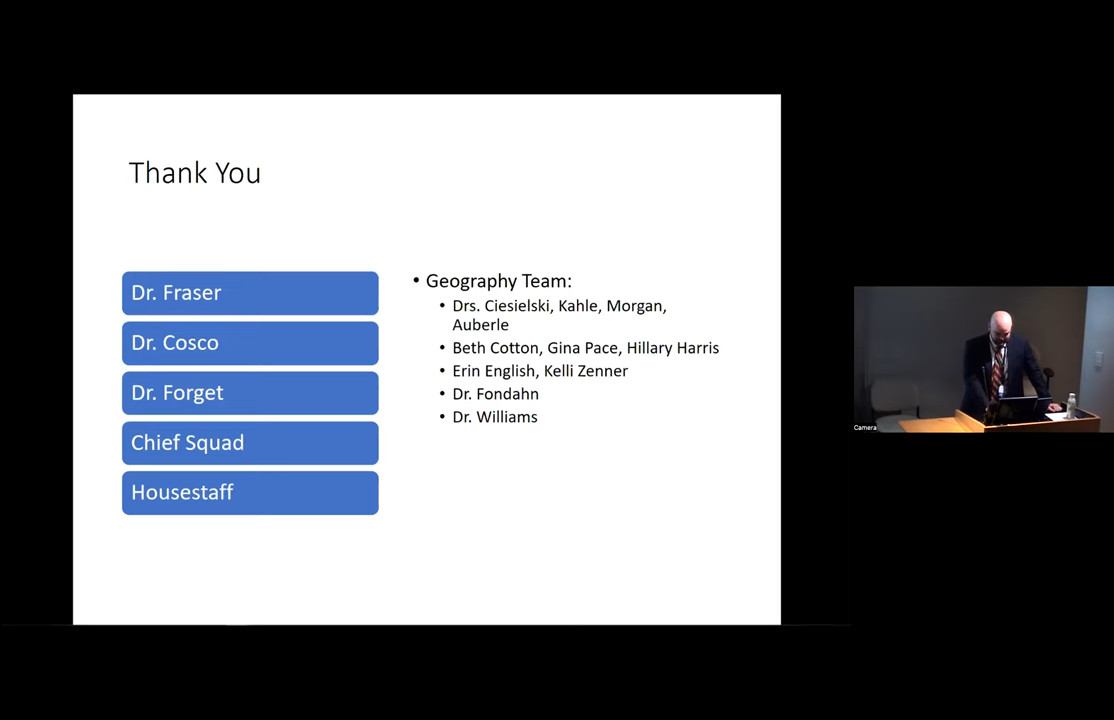 Thank You
Dr. Fraser
Dr. Cosco
Dr. Forget
Chief Squad
Housestaff
• Geography Team:
• Drs. Ciesielski, Kahle, Morgan,
Auberle
• Beth Cotton, Gina Pace, Hillary Harris
• Erin English, Kelli Zenner
• Dr. Fondahn
• Dr. Williams
Camera